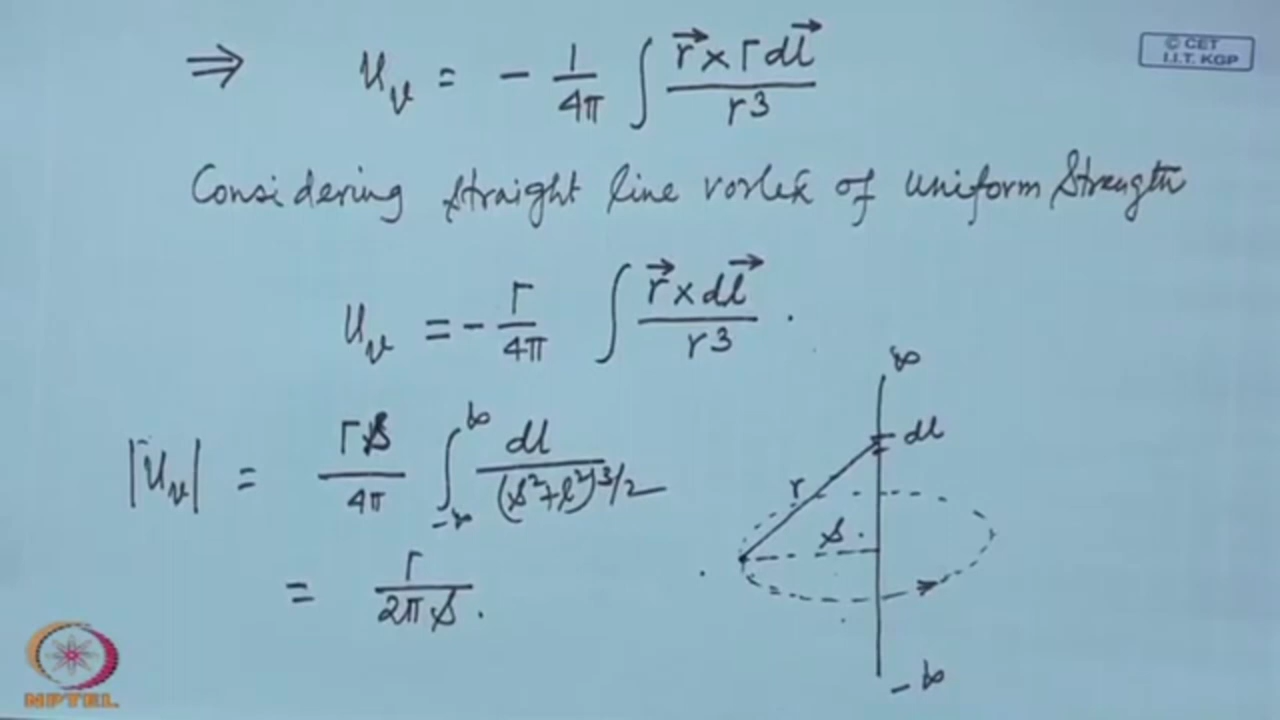 © CET
I.I.T. KGP
⇒ u_v = - 1/4π ∫ r⃗ × Γ dl⃗ / r3
Considering straight line vortex of uniform strength
u_v = - Γ/4π ∫ r⃗ × dl⃗ / r3 .
|u_v| = Γs/4π ∫_{-∞}^{∞} dl / (s²+l²)^{3/2}
= Γ/2πs .
∞
dl
r
s .
-∞
NPTEL